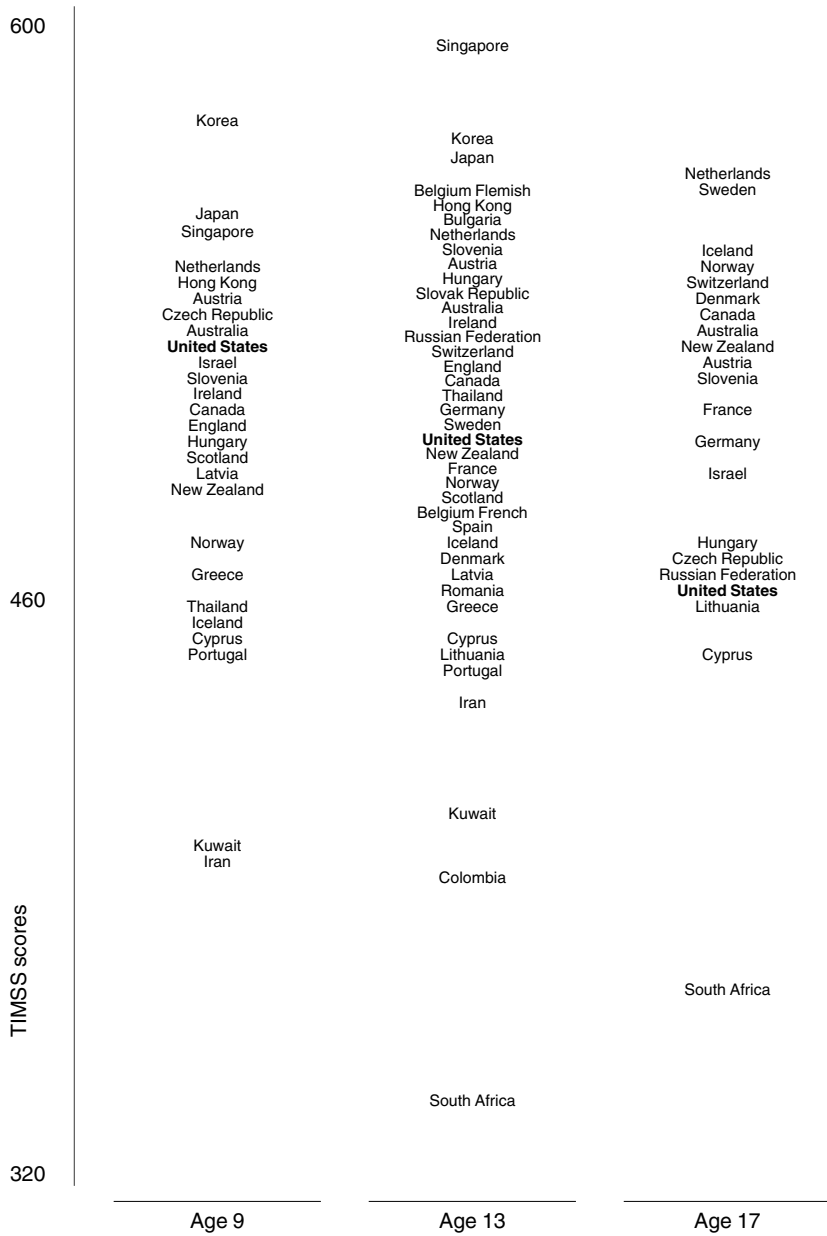 600
TIMSS scores
460
320
Korea
Japan
Singapore
Netherlands
Hong Kong
Austria
Czech Republic
Australia
United States
Israel
Slovenia
Ireland
Canada
England
Hungary
Scotland
Latvia
New Zealand
Norway
Greece
Thailand
Iceland
Cyprus
Portugal
Kuwait
Iran
Age 9
Singapore
Korea
Japan
Belgium Flemish
Hong Kong
Bulgaria
Netherlands
Slovenia
Austria
Hungary
Slovak Republic
Australia
Ireland
Russian Federation
Switzerland
England
Canada
Thailand
Germany
Sweden
United States
New Zealand
France
Norway
Scotland
Belgium French
Spain
Iceland
Denmark
Latvia
Romania
Greece
Cyprus
Lithuania
Portugal
Iran
Kuwait
Colombia
South Africa
Age 13
Netherlands
Sweden
Iceland
Norway
Switzerland
Denmark
Canada
Australia
New Zealand
Austria
Slovenia
France
Germany
Israel
Hungary
Czech Republic
Russian Federation
United States
Lithuania
Cyprus
South Africa
Age 17